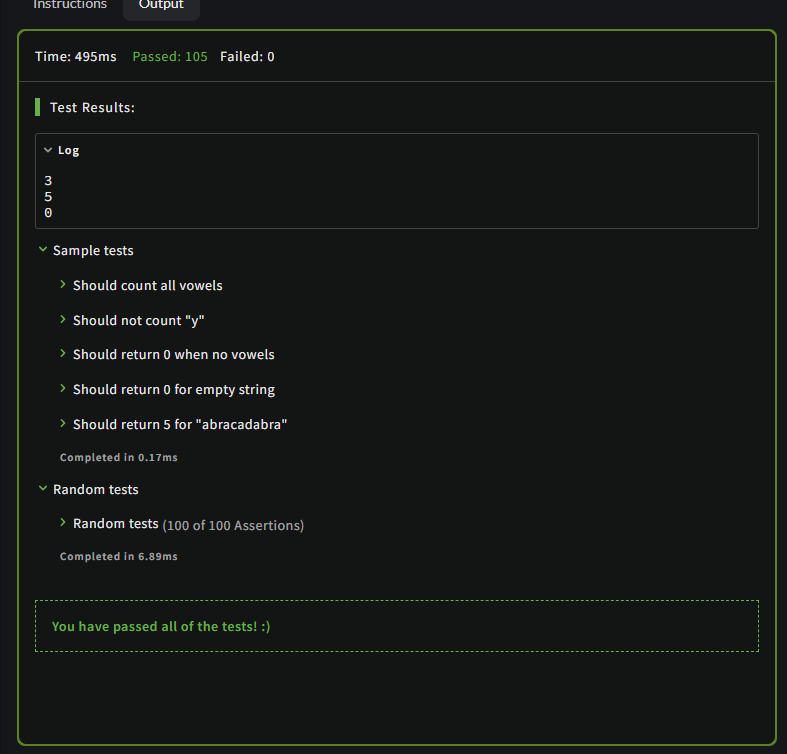 Instructions Output
Time: 495ms Passed: 105 Failed: 0
Test Results:
Log
3
5
0
Sample tests
Should count all vowels
Should not count "y"
Should return 0 when no vowels
Should return 0 for empty string
Should return 5 for "abracadabra"
Completed in 0.17ms
Random tests
Random tests (100 of 100 Assertions)
Completed in 6.89ms
You have passed all of the tests! :)